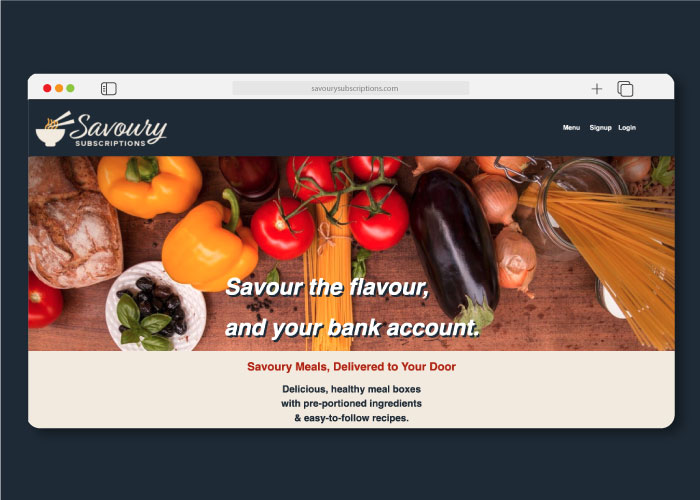 savourysubscriptions.com
Savoury
SUBSCRIPTIONS
Menu Signup Login
Savour the flavour,
and your bank account.
Savoury Meals, Delivered to Your Door
Delicious, healthy meal boxes
with pre-portioned ingredients
& easy-to-follow recipes.